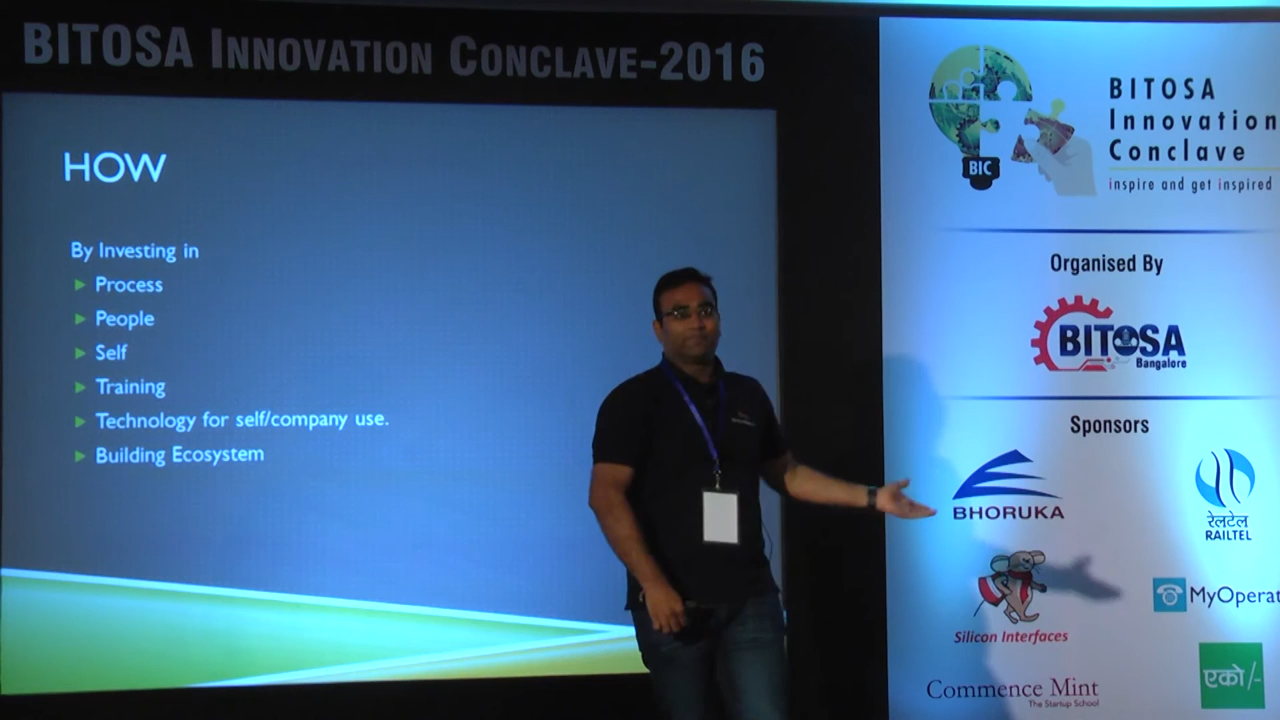 BITOSA INNOVATION CONCLAVE-2016
HOW
By Investing in
Process
People
Self
Training
Technology for self/company use.
Building Ecosystem
BITOSA
Innovation
Conclave
inspire and get inspired
BIC
Organised By
BITOSA
Bangalore
Sponsors
BHORUKA
रेलटेल
RAILTEL
Silicon Interfaces
MyOperat
Commence Mint
The Startup School
एको/-